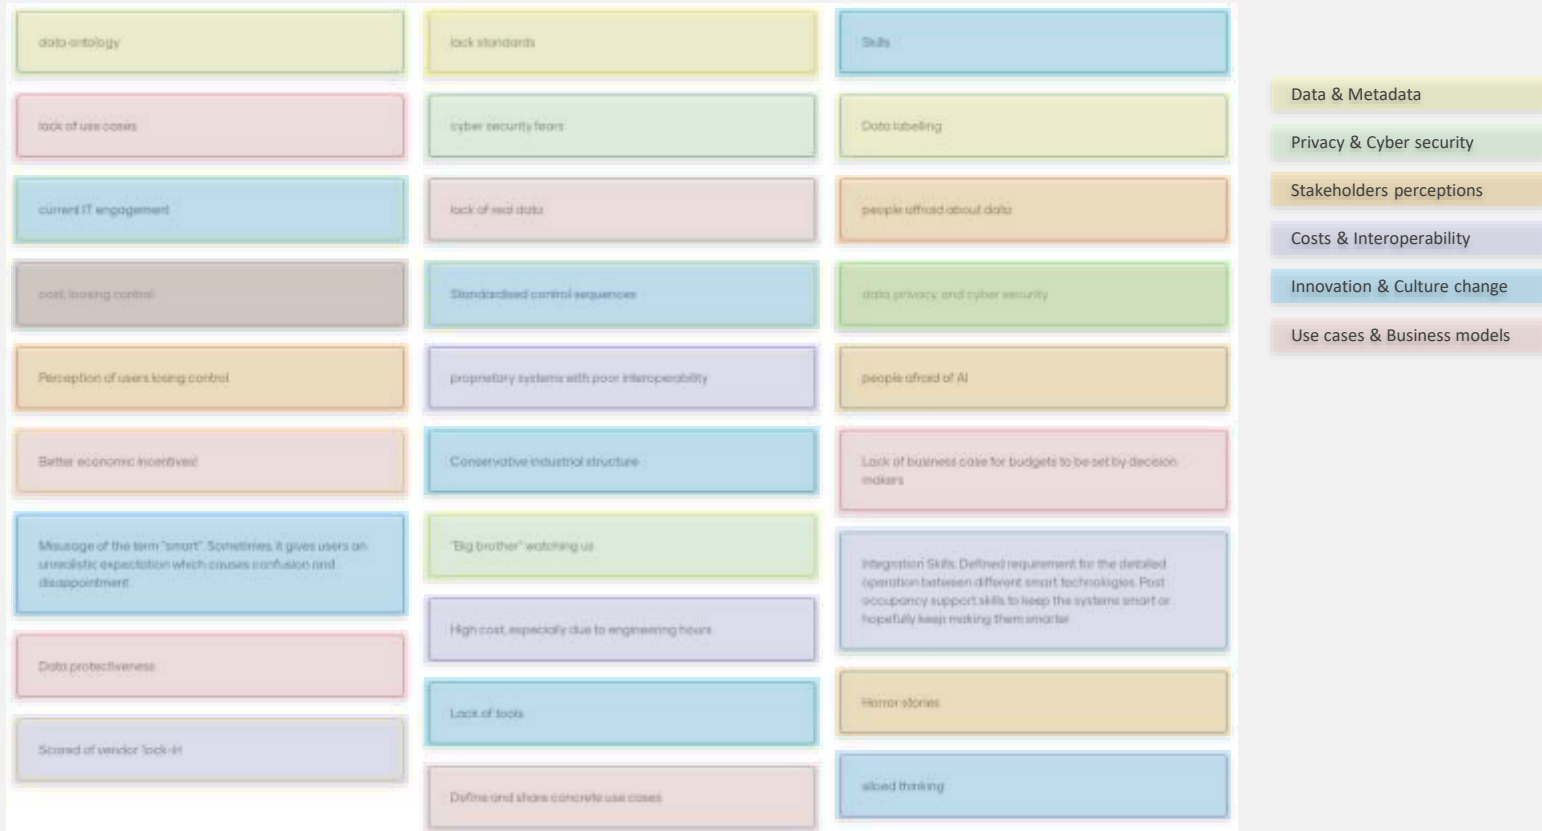 data ontology
lack of use cases
current IT engagement
cost, loosing control
Perception of users losing control
Better economic incentives!
Misusage of the term "smart". Sometimes, it gives users an
unrealistic expectation which causes confusion and
disappointment
Data protectiveness
Scared of vendor 'lock-in'
lack standards
cyber security fears
lack of real data
Standardised control sequences
proprietary systems with poor interoperability
Conservative industrial structure
"Big brother" watching us
High cost, especially due to engineering hours
Lack of tools
Define and share concrete use cases
Skills
Data labelling
people affraid about data
data, privacy, and cyber security
people afraid of AI
Lack of business case for budgets to be set by decision
makers
Integration Skills. Defined requirement for the detailed
operation between different smart technologies. Post
occupancy support skills to keep the systems smart or
hopefully keep making them smarter
Horror stories
siloed thinking
Data & Metadata
Privacy & Cyber security
Stakeholders perceptions
Costs & Interoperability
Innovation & Culture change
Use cases & Business models